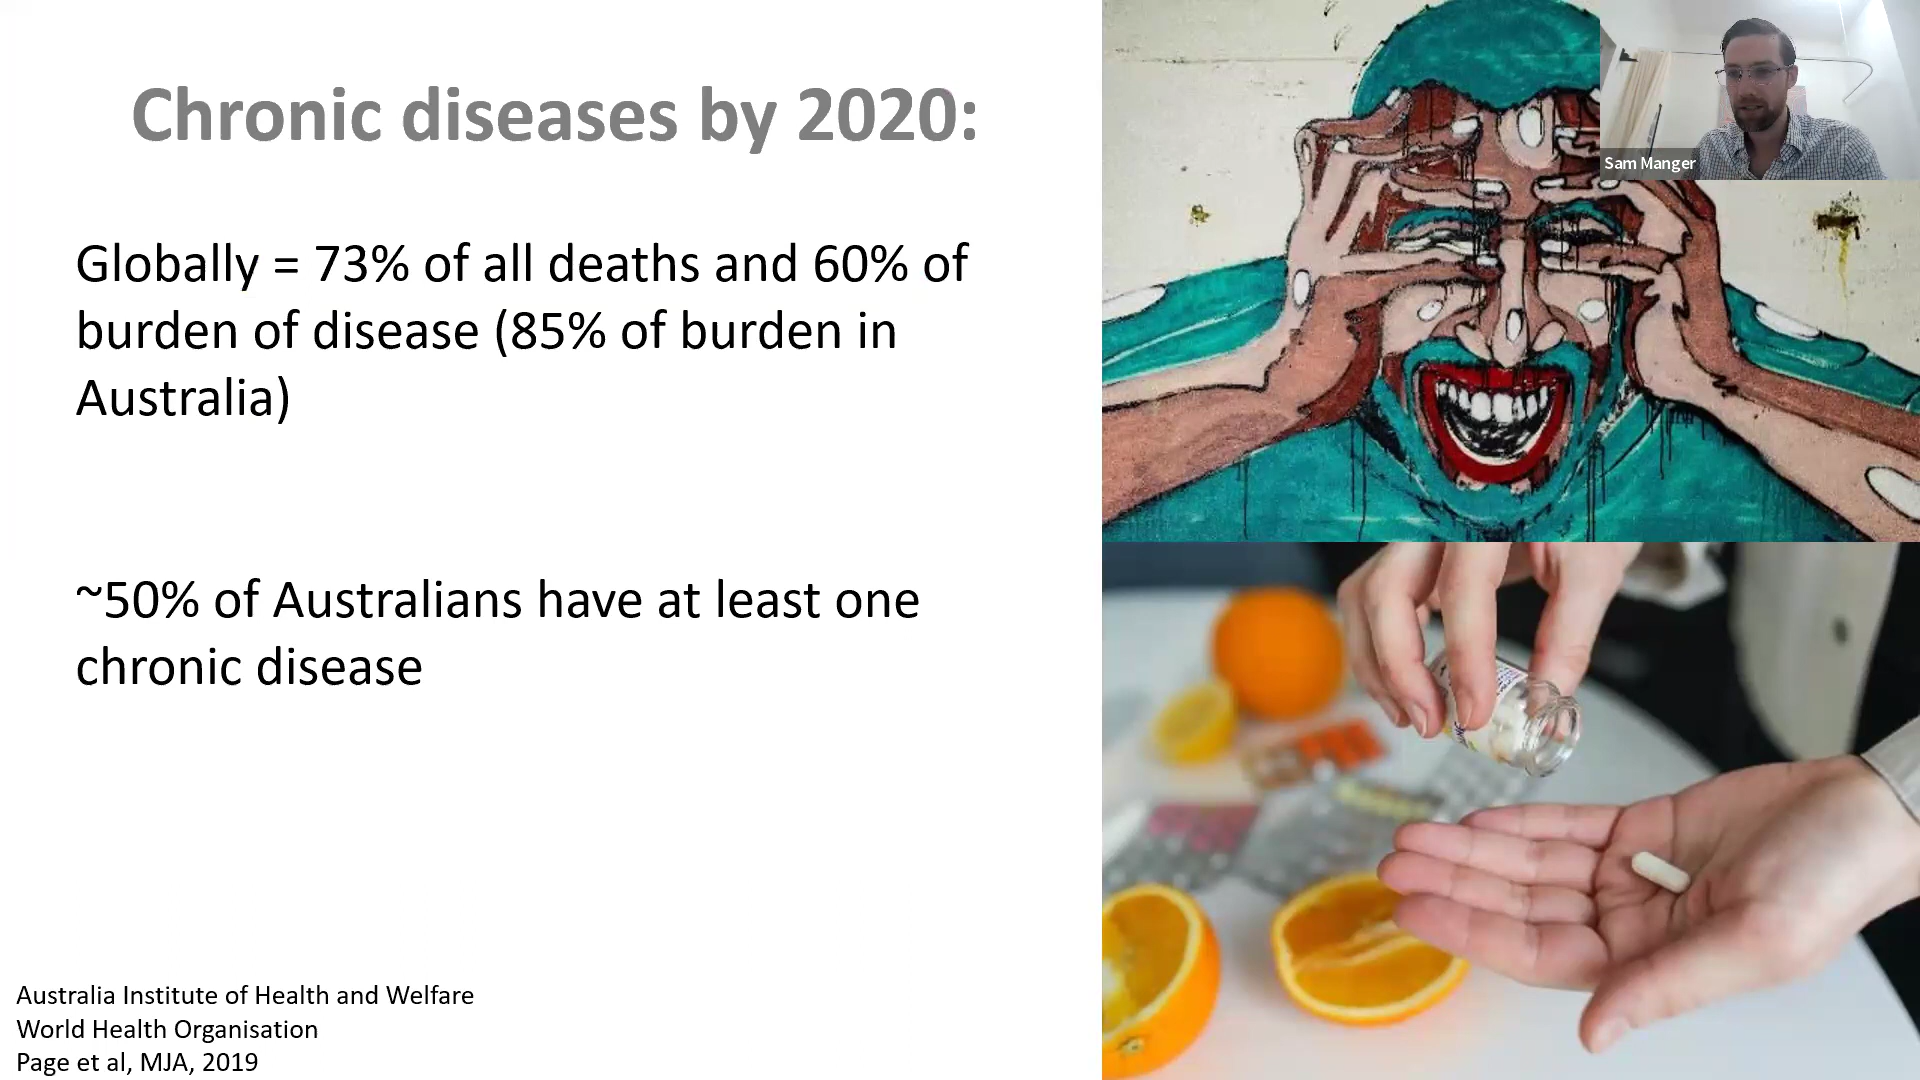 Chronic diseases by 2020:
Sam Manger
Globally = 73% of all deaths and 60% of
burden of disease (85% of burden in
Australia)
~50% of Australians have at least one
chronic disease
Australia Institute of Health and Welfare
World Health Organisation
Page et al, MJA, 2019